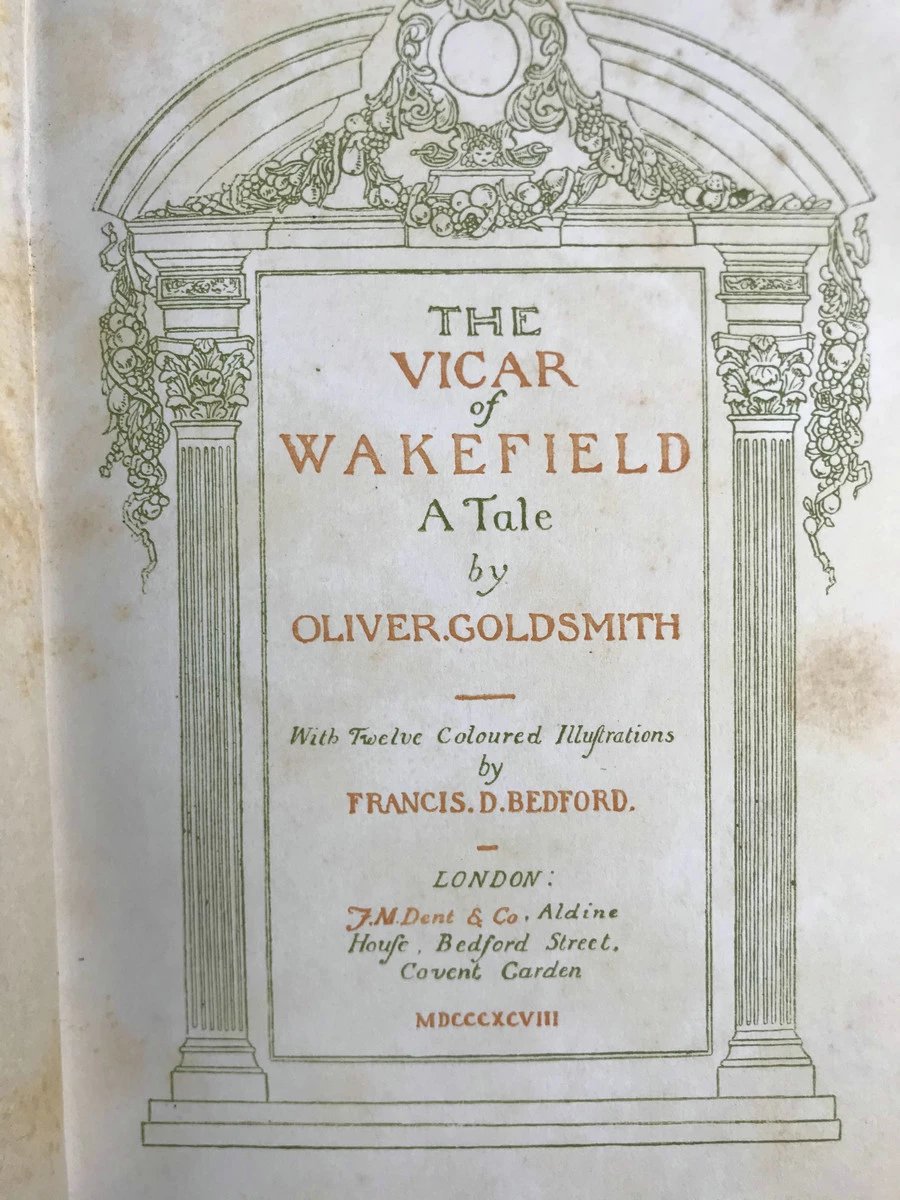 THE
VICAR
of
WAKEFIELD
A Tale
by
OLIVER.GOLDSMITH
With Twelve Coloured Illuſtrations
by
FRANCIS.D.BEDFORD.
LONDON:
J.M.Dent & Co, Aldine
Houſe, Bedford Street.
Covent Garden
MDCCCXCVIII